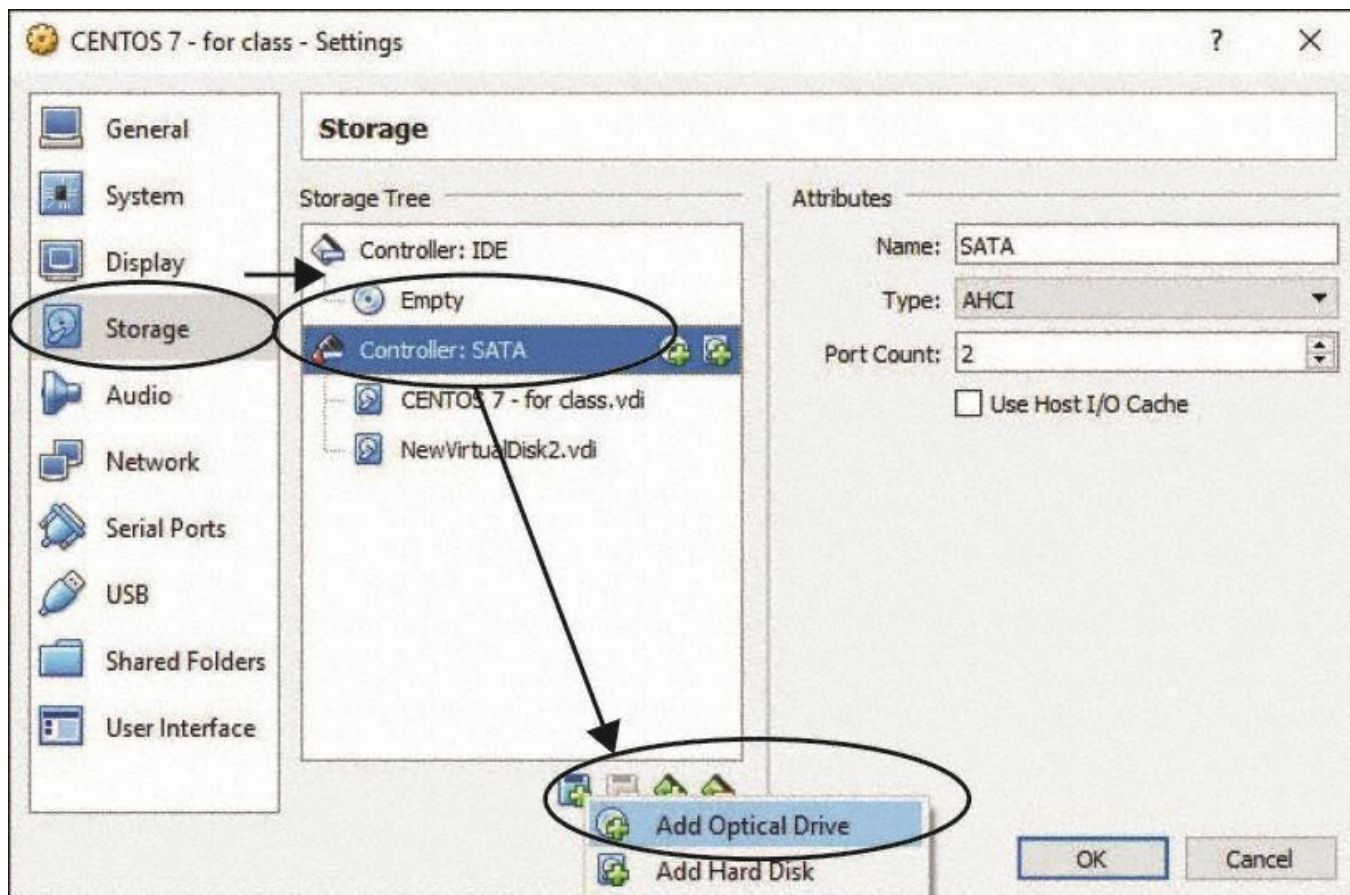 CENTOS 7 - for class - Settings ? ×
General
System
Display
Storage
Audio
Network
Serial Ports
USB
Shared Folders
User Interface
Storage
Storage Tree
Controller: IDE
Empty
Controller: SATA
CENTOS 7 - for class.vdi
NewVirtualDisk2.vdi
Add Optical Drive
Add Hard Disk
Attributes
Name: SATA
Type: AHCI
Port Count: 2
Use Host I/O Cache
OK Cancel